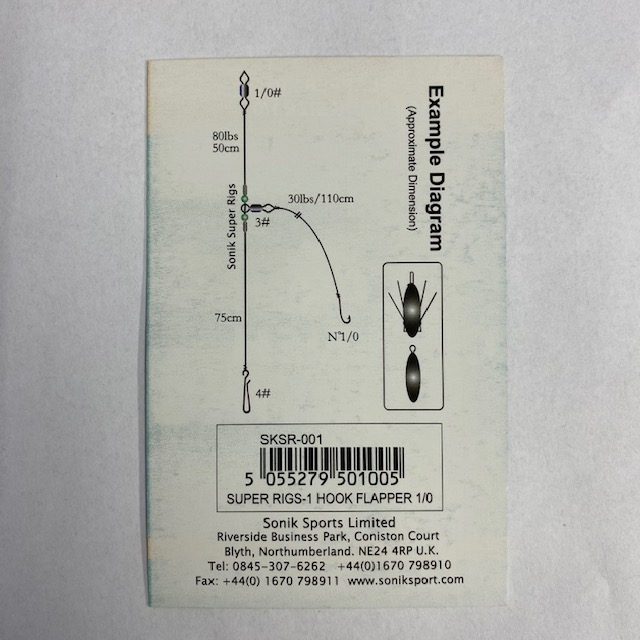 Example Diagram
(Approximate Dimension)
1/0#
80lbs
50cm
Sonik Super Rigs
30lbs/110cm
3#
75cm
N°1/0
4#
SKSR-001
5 055279 501005
SUPER RIGS-1 HOOK FLAPPER 1/0
Sonik Sports Limited
Riverside Business Park, Coniston Court
Blyth, Northumberland. NE24 4RP U.K.
Tel: 0845-307-6262 +44(0)1670 798910
Fax: +44(0) 1670 798911 www.soniksport.com